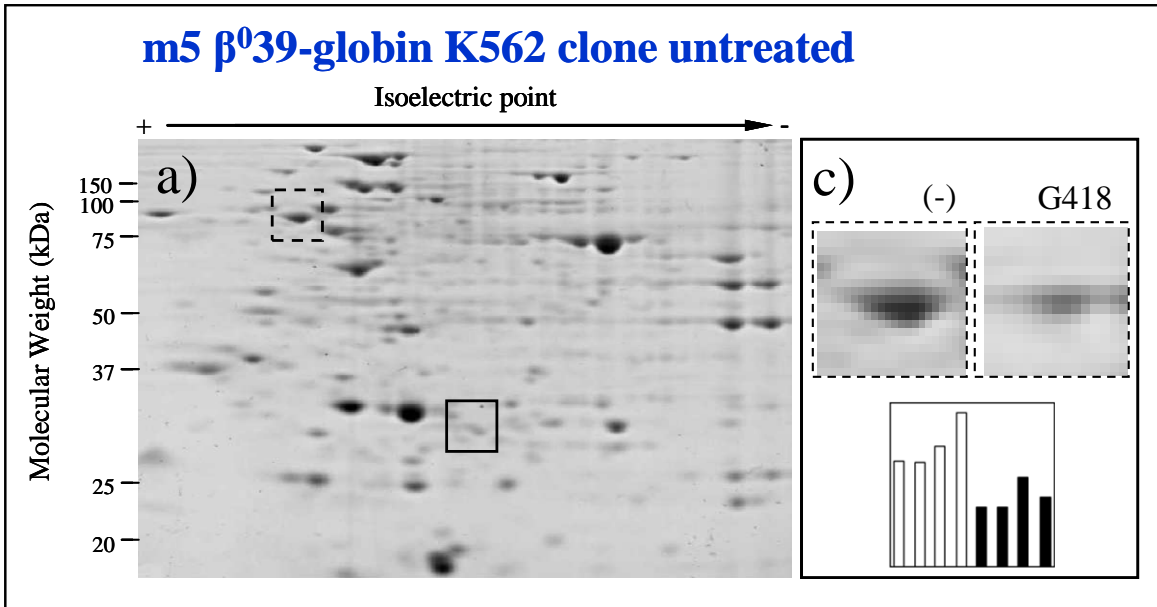 m5 β⁰39-globin K562 clone untreated
Isoelectric point
+ -
a)
Molecular Weight (kDa)
150
100
75
50
37
25
20
c)
(-) G418